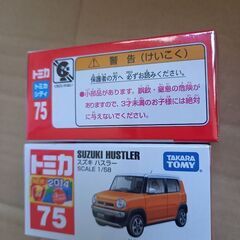 トミカ
トミカ
シティ
75
警告(けいこく)
保護者の方へ 必ずお読みください。
●小部品があります。誤飲・窒息の危険が
ありますので、3才未満のお子様には絶対
に与えないでください。
トミカ
2014
75
SUZUKI HUSTLER
スズキ ハスラー
SCALE 1/58
TAKARA TOMY